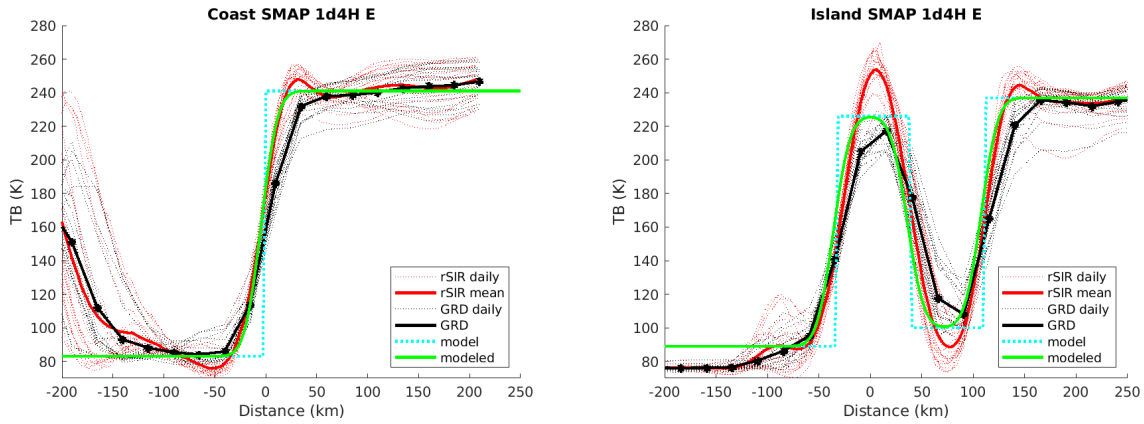 Coast SMAP 1d4H E
280
260
240
220
200
180
160
140
120
100
80
TB (K)
-200 -150 -100 -50 0 50 100 150 200 250
Distance (km)
rSIR daily
rSIR mean
GRD daily
GRD
model
modeled
Island SMAP 1d4H E
280
260
240
220
200
180
160
140
120
100
80
TB (K)
-200 -150 -100 -50 0 50 100 150 200 250
Distance (km)
rSIR daily
rSIR mean
GRD daily
GRD
model
modeled